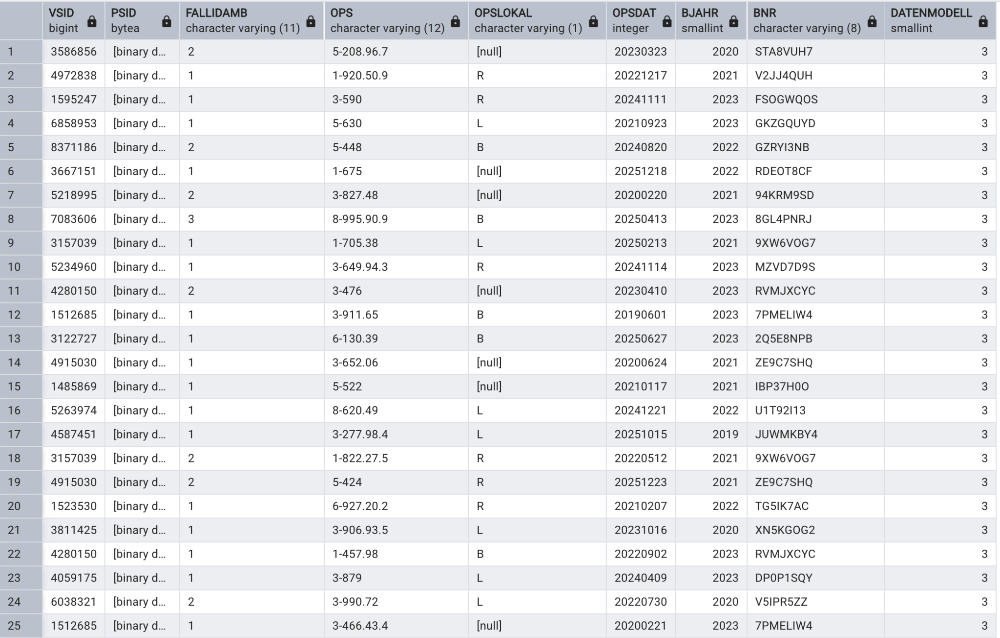 VSID PSID FALLIDAMB OPS OPSLOKAL OPSDAT BJAHR BNR DATENMODELL
bigint bytea character varying (11) character varying (12) character varying (1) integer smallint character varying (8) smallint
1 3586856 [binary d... 2 5-208.96.7 [null] 20230323 2020 STA8VUH7 3
2 4972838 [binary d... 1 1-920.50.9 R 20221217 2021 V2JJ4QUH 3
3 1595247 [binary d... 1 3-590 R 20241111 2023 FSOGWQOS 3
4 6858953 [binary d... 1 5-630 L 20210923 2023 GKZGQUYD 3
5 8371186 [binary d... 2 5-448 B 20240820 2022 GZRYI3NB 3
6 3667151 [binary d... 1 1-675 [null] 20251218 2022 RDEOT8CF 3
7 5218995 [binary d... 2 3-827.48 [null] 20200220 2021 94KRM9SD 3
8 7083606 [binary d... 3 8-995.90.9 B 20250413 2023 8GL4PNRJ 3
9 3157039 [binary d... 1 1-705.38 L 20250213 2021 9XW6VOG7 3
10 5234960 [binary d... 1 3-649.94.3 R 20241114 2023 MZVD7D9S 3
11 4280150 [binary d... 2 3-476 [null] 20230410 2023 RVMJXCYC 3
12 1512685 [binary d... 1 3-911.65 B 20190601 2023 7PMELIW4 3
13 3122727 [binary d... 1 6-130.39 B 20250627 2023 2Q5E8NPB 3
14 4915030 [binary d... 1 3-652.06 [null] 20200624 2021 ZE9C7SHQ 3
15 1485869 [binary d... 1 5-522 [null] 20210117 2021 IBP37H0O 3
16 5263974 [binary d... 1 8-620.49 L 20241221 2022 U1T92I13 3
17 4587451 [binary d... 1 3-277.98.4 L 20251015 2019 JUWMKBY4 3
18 3157039 [binary d... 2 1-822.27.5 R 20220512 2021 9XW6VOG7 3
19 4915030 [binary d... 2 5-424 R 20251223 2021 ZE9C7SHQ 3
20 1523530 [binary d... 1 6-927.20.2 R 20210207 2022 TG5IK7AC 3
21 3811425 [binary d... 1 3-906.93.5 L 20231016 2020 XN5KGOG2 3
22 4280150 [binary d... 1 1-457.98 B 20220902 2023 RVMJXCYC 3
23 4059175 [binary d... 1 3-879 L 20240409 2023 DP0P1SQY 3
24 6038321 [binary d... 2 3-990.72 L 20220730 2020 V5IPR5ZZ 3
25 1512685 [binary d... 1 3-466.43.4 [null] 20200221 2023 7PMELIW4 3